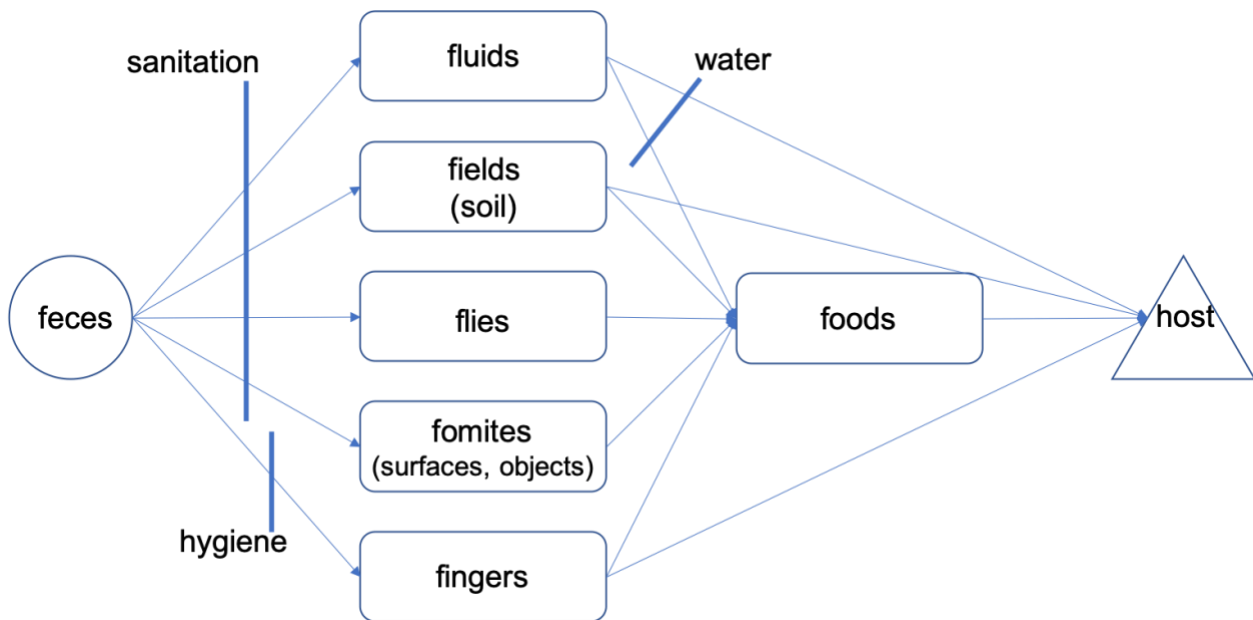 fluids
sanitation
water
fields
(soil)
feces
flies
foods
host
fomites
(surfaces, objects)
hygiene
fingers